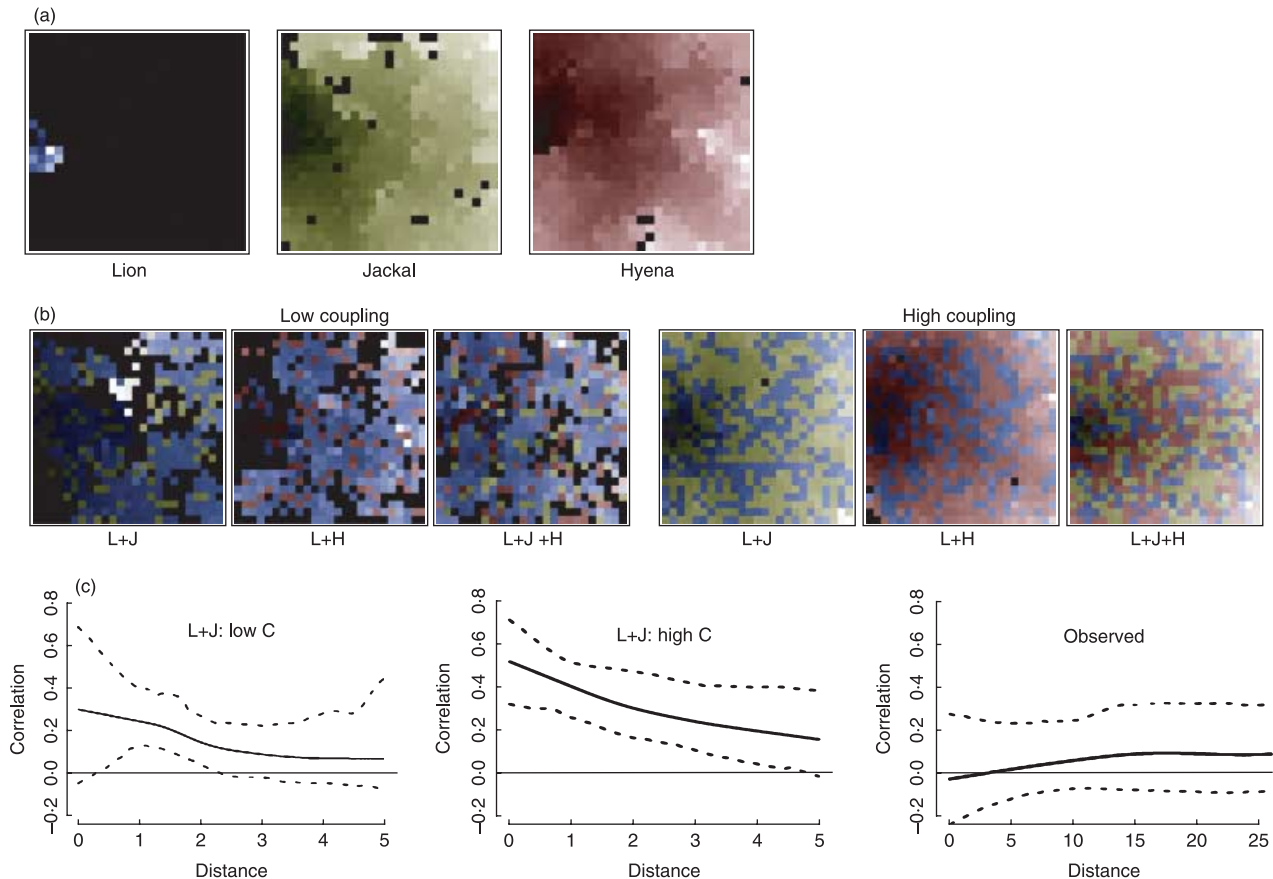 (a)
Lion
Jackal
Hyena
(b)
Low coupling
High coupling
L+J
L+H
L+J +H
L+J
L+H
L+J+H
(c)
L+J: low C
Correlation
0·8
0·6
0·4
0·2
0·0
−0·2
0 1 2 3 4 5
Distance
L+J: high C
Correlation
0·8
0·6
0·4
0·2
0·0
−0·2
0 1 2 3 4 5
Distance
Observed
Correlation
0·8
0·6
0·4
0·2
0·0
−0·2
0 5 10 15 20 25
Distance